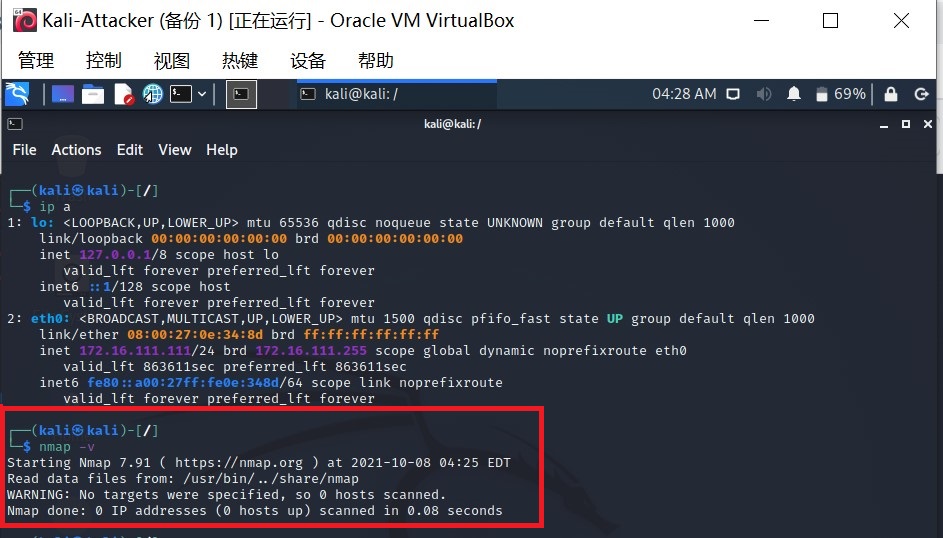 Kali-Attacker (备份 1) [正在运行] - Oracle VM VirtualBox
管理 控制 视图 热键 设备 帮助
kali@kali: / 04:28 AM 69%
kali@kali: /
File Actions Edit View Help
┌──(kali㉿kali)-[/]
└─$ ip a
1: lo: <LOOPBACK,UP,LOWER_UP> mtu 65536 qdisc noqueue state UNKNOWN group default qlen 1000
link/loopback 00:00:00:00:00:00 brd 00:00:00:00:00:00
inet 127.0.0.1/8 scope host lo
valid_lft forever preferred_lft forever
inet6 ::1/128 scope host
valid_lft forever preferred_lft forever
2: eth0: <BROADCAST,MULTICAST,UP,LOWER_UP> mtu 1500 qdisc pfifo_fast state UP group default qlen 1000
link/ether 08:00:27:0e:34:8d brd ff:ff:ff:ff:ff:ff
inet 172.16.111.111/24 brd 172.16.111.255 scope global dynamic noprefixroute eth0
valid_lft 863611sec preferred_lft 863611sec
inet6 fe80::a00:27ff:fe0e:348d/64 scope link noprefixroute
valid_lft forever preferred_lft forever
┌──(kali㉿kali)-[/]
└─$ nmap -v
Starting Nmap 7.91 ( https://nmap.org ) at 2021-10-08 04:25 EDT
Read data files from: /usr/bin/../share/nmap
WARNING: No targets were specified, so 0 hosts scanned.
Nmap done: 0 IP addresses (0 hosts up) scanned in 0.08 seconds